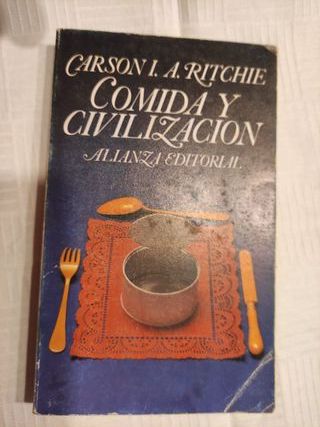 CARSON I. A. RITCHIE
COMIDA Y
CIVILIZACION
ALIANZA EDITORIAL